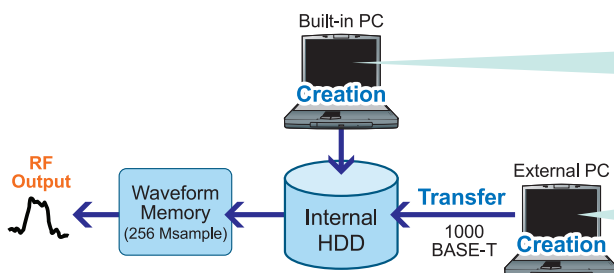 Built-in PC
Creation
RF
Output
Waveform
Memory
(256 Msample)
Internal
HDD
Transfer
1000
BASE-T
External PC
Creation